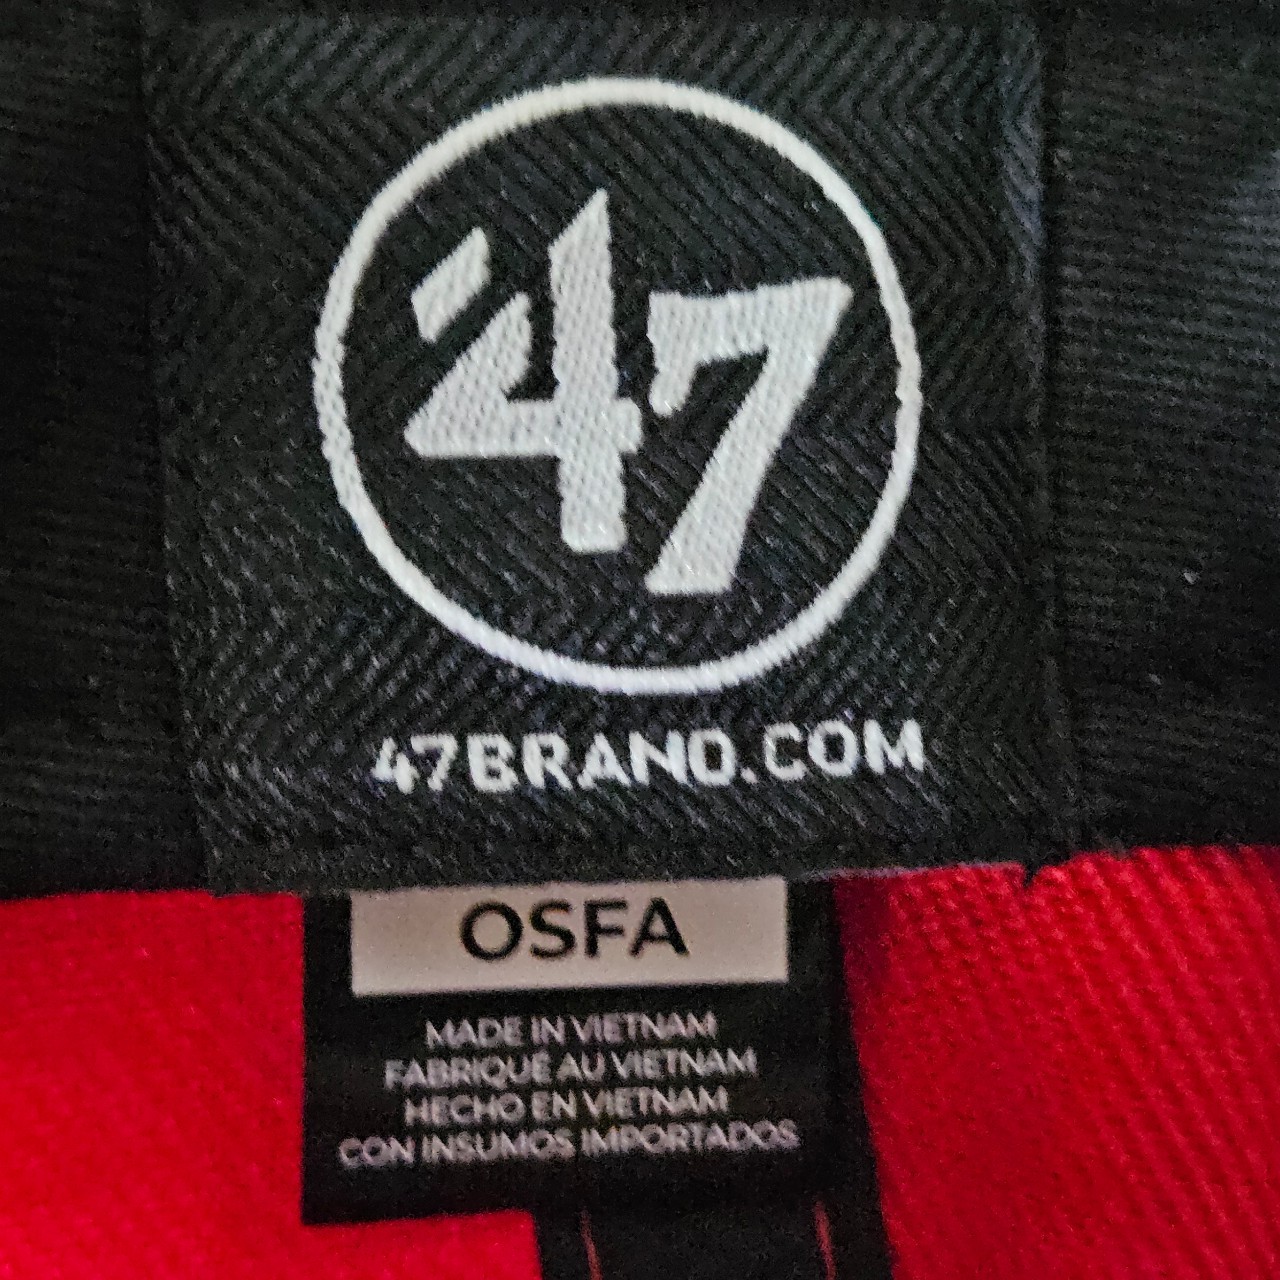 47
47BRAND.COM
OSFA
MADE IN VIETNAM
FABRIQUÉ AU VIETNAM
HECHO EN VIETNAM
CON INSUMOS IMPORTADOS